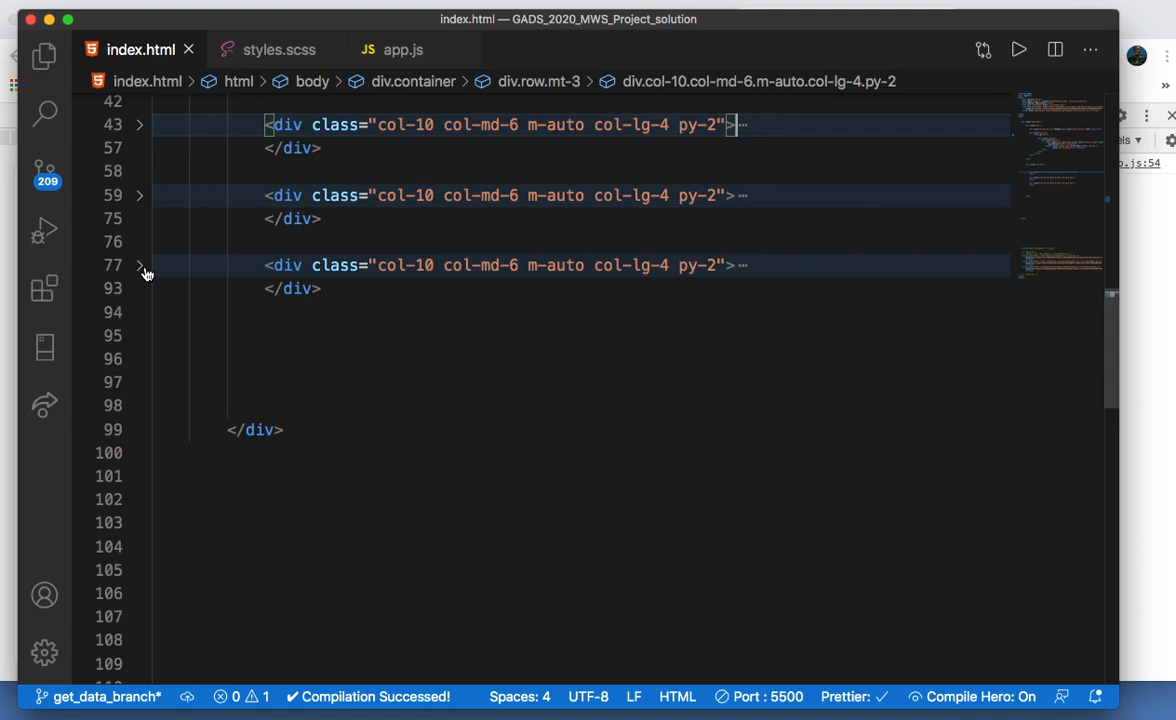 index.html — GADS_2020_MWS_Project_solution
index.html
styles.scss
JS app.js
index.html > html > body > div.container > div.row.mt-3 > div.col-10.col-md-6.m-auto.col-lg-4.py-2
42
43 <div class="col-10 col-md-6 m-auto col-lg-4 py-2">⋯
57 </div>
58
59 <div class="col-10 col-md-6 m-auto col-lg-4 py-2">⋯
75 </div>
76
77 <div class="col-10 col-md-6 m-auto col-lg-4 py-2">⋯
93 </div>
94
95
96
97
98
99 </div>
100
101
102
103
104
105
106
107
108
109
209
els
o.js:54
get_data_branch* 0 1 ✔ Compilation Successed! Spaces: 4 UTF-8 LF HTML Port : 5500 Prettier: ✓ Compile Hero: On